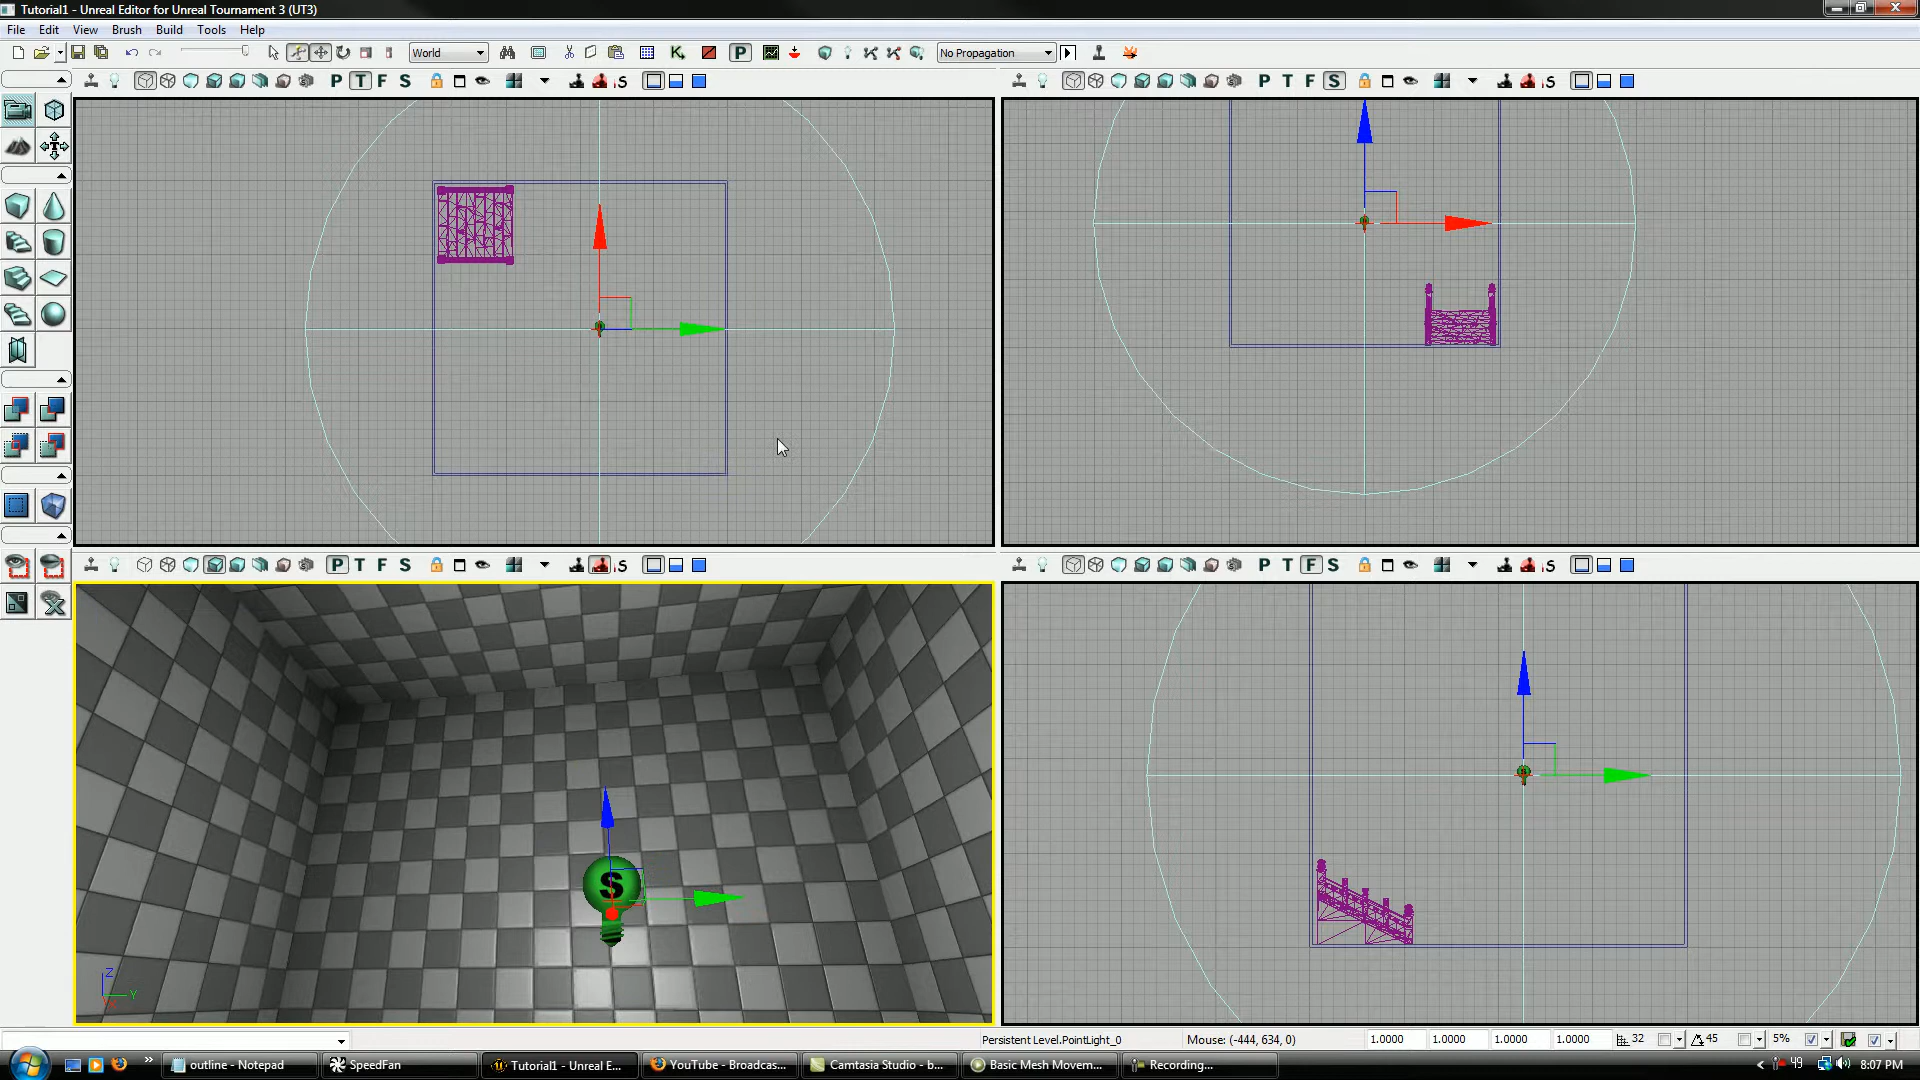 Tutorial1 - Unreal Editor for Unreal Tournament 3 (UT3)
File Edit View Brush Build Tools Help
World
K
P
No Propagation
P T F S
S
P T F S
S
P T F S
S
P T F S
S
S
Z
Y
X
Persistent Level.PointLight_0
Mouse: (-444, 634, 0)
1.0000 1.0000 1.0000 1.0000
32
45
5%
outline - Notepad
SpeedFan
Tutorial1 - Unreal E...
YouTube - Broadcas...
Camtasia Studio - b...
Basic Mesh Movem...
Recording...
49
8:07 PM